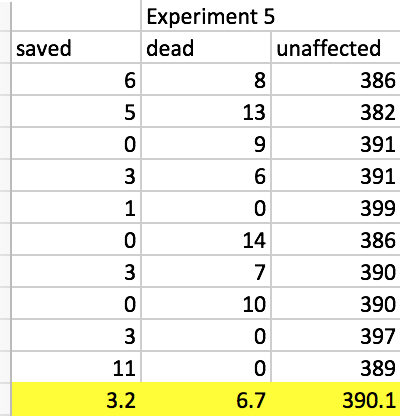 Experiment 5
saved dead unaffected
6 8 386
5 13 382
0 9 391
3 6 391
1 0 399
0 14 386
3 7 390
0 10 390
3 0 397
11 0 389
3.2 6.7 390.1